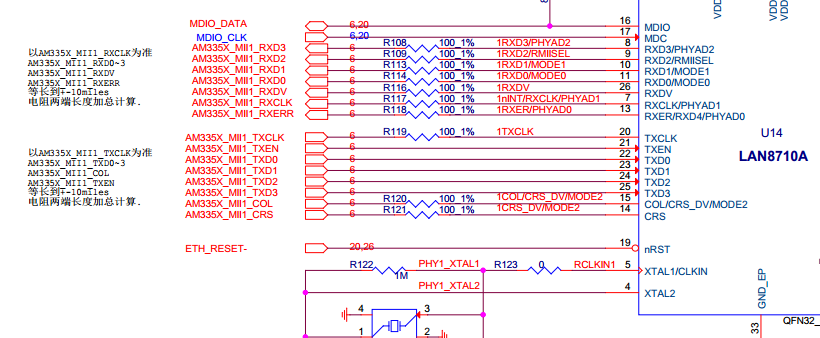 8
VDD
VDD
VDD
MDIO_DATA 6,20 16 MDIO
MDIO_CLK 6,20 17 MDC
AM335X_MII1_RXD3 6 R108 100_1% 1RXD3/PHYAD2 8 RXD3/PHYAD2
AM335X_MII1_RXD2 6 R109 100_1% 1RXD2/RMIISEL 9 RXD2/RMIISEL
AM335X_MII1_RXD1 6 R113 100_1% 1RXD1/MODE1 10 RXD1/MODE1
AM335X_MII1_RXD0 6 R114 100_1% 1RXD0/MODE0 11 RXD0/MODE0
AM335X_MII1_RXDV 6 R116 100_1% 1RXDV 26 RXDV
AM335X_MII1_RXCLK 6 R117 100_1% 1nINT/RXCLK/PHYAD1 7 RXCLK/PHYAD1
AM335X_MII1_RXERR 6 R118 100_1% 1RXER/PHYAD0 13 RXER/RXD4/PHYAD0
以AM335X_MII1_RXCLK为准
AM335X_MII1_RXD0~3
AM335X_MII1_RXDV
AM335X_MII1_RXERR
等长到+-10miles
电阻两端长度加总计算.
U14
LAN8710A
AM335X_MII1_TXCLK 6 R119 100_1% 1TXCLK 20 TXCLK
AM335X_MII1_TXEN 6 21 TXEN
AM335X_MII1_TXD0 6 22 TXD0
AM335X_MII1_TXD1 6 23 TXD1
AM335X_MII1_TXD2 6 24 TXD2
AM335X_MII1_TXD3 6 25 TXD3
AM335X_MII1_COL 6 R120 100_1% 1COL/CRS_DV/MODE2 15 COL/CRS_DV/MODE2
AM335X_MII1_CRS 6 R121 100_1% 1CRS_DV/MODE2 14 CRS
以AM335X_MII1_TXCLK为准
AM335X_MII1_TXD0~3
AM335X_MII1_COL
AM335X_MII1_TXEN
等长到+-10miles
电阻两端长度加总计算.
ETH_RESET- 20,26 19 nRST
R122 1M PHY1_XTAL1 R123 0 RCLKIN1 5 XTAL1/CLKIN
PHY1_XTAL2 4 XTAL2
4 3
1 2
GND_EP
33
QFN32_